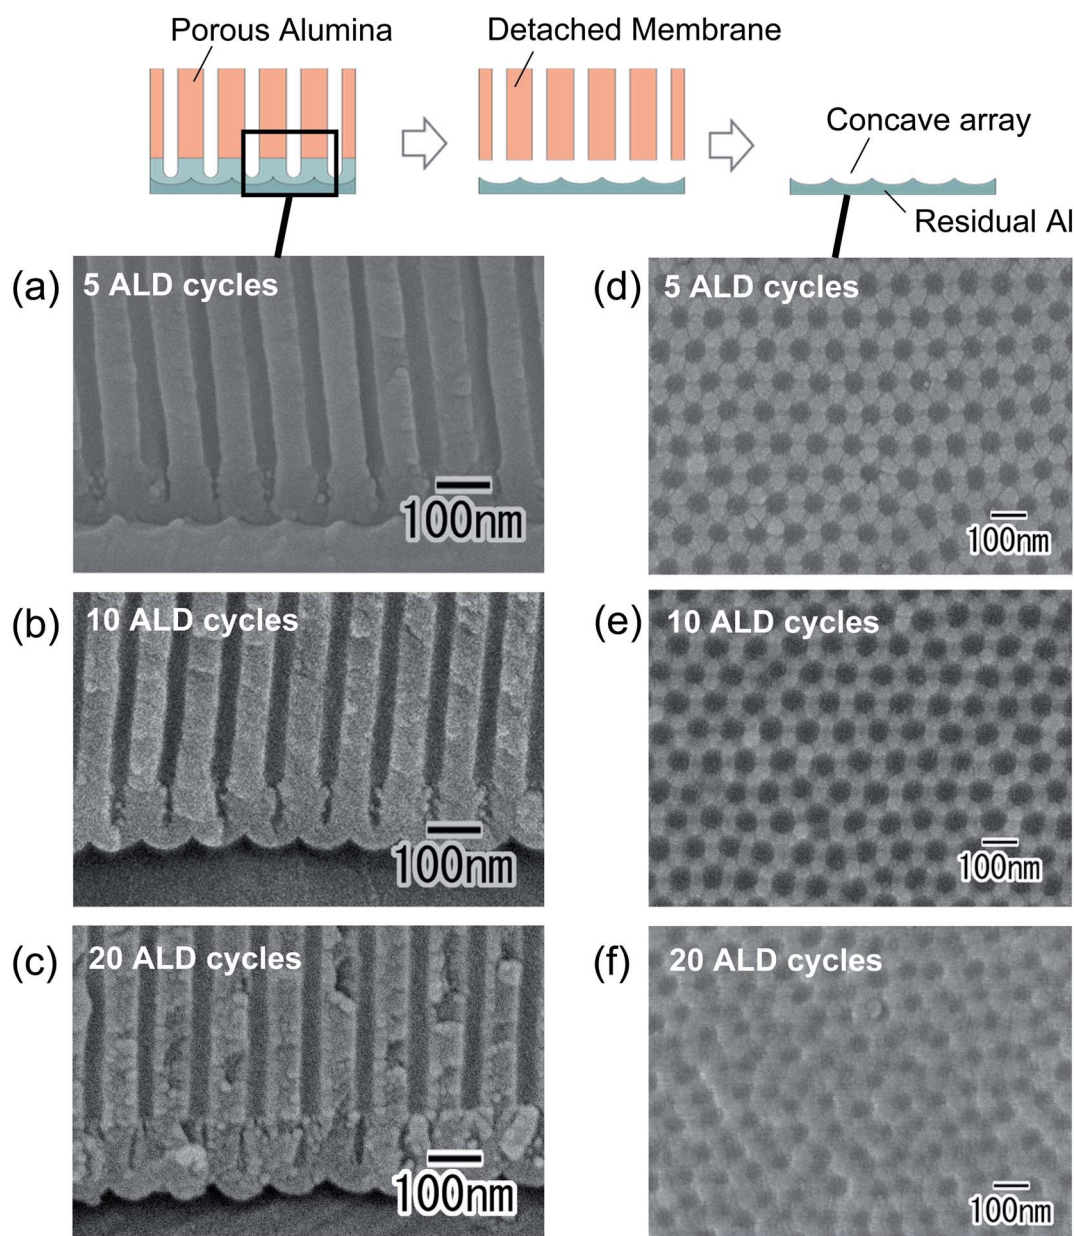 Porous Alumina
Detached Membrane
Concave array
Residual Al
(a)
5 ALD cycles
100nm
(d)
5 ALD cycles
100nm
(b)
10 ALD cycles
100nm
(e)
10 ALD cycles
100nm
(c)
20 ALD cycles
100nm
(f)
20 ALD cycles
100nm